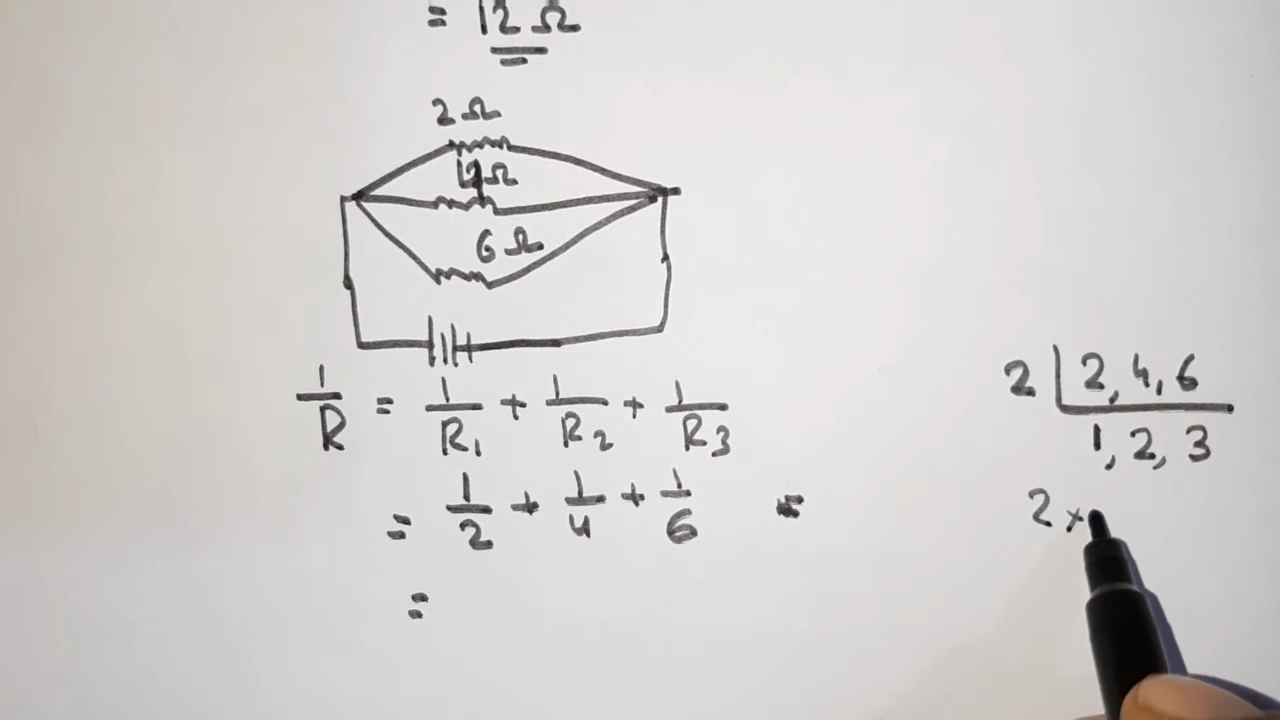 = 12 Ω
2 Ω
Ω
6 Ω
1/R = 1/R₁ + 1/R₂ + 1/R₃
= 1/2 + 1/4 + 1/6 =
=
2 | 2, 4, 6
1, 2, 3
2 ×